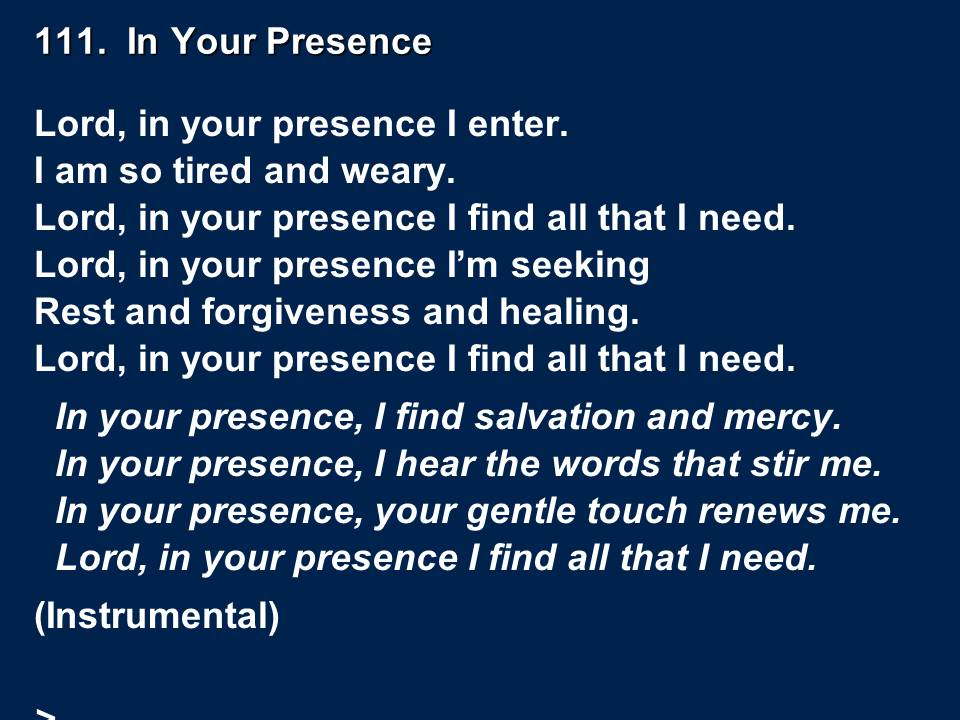 111.  In Your Presence
Lord, in your presence I enter.
I am so tired and weary.
Lord, in your presence I find all that I need.
Lord, in your presence I’m seeking
Rest and forgiveness and healing.
Lord, in your presence I find all that I need.
In your presence, I find salvation and mercy.
In your presence, I hear the words that stir me.
In your presence, your gentle touch renews me.
Lord, in your presence I find all that I need.
(Instrumental)
>